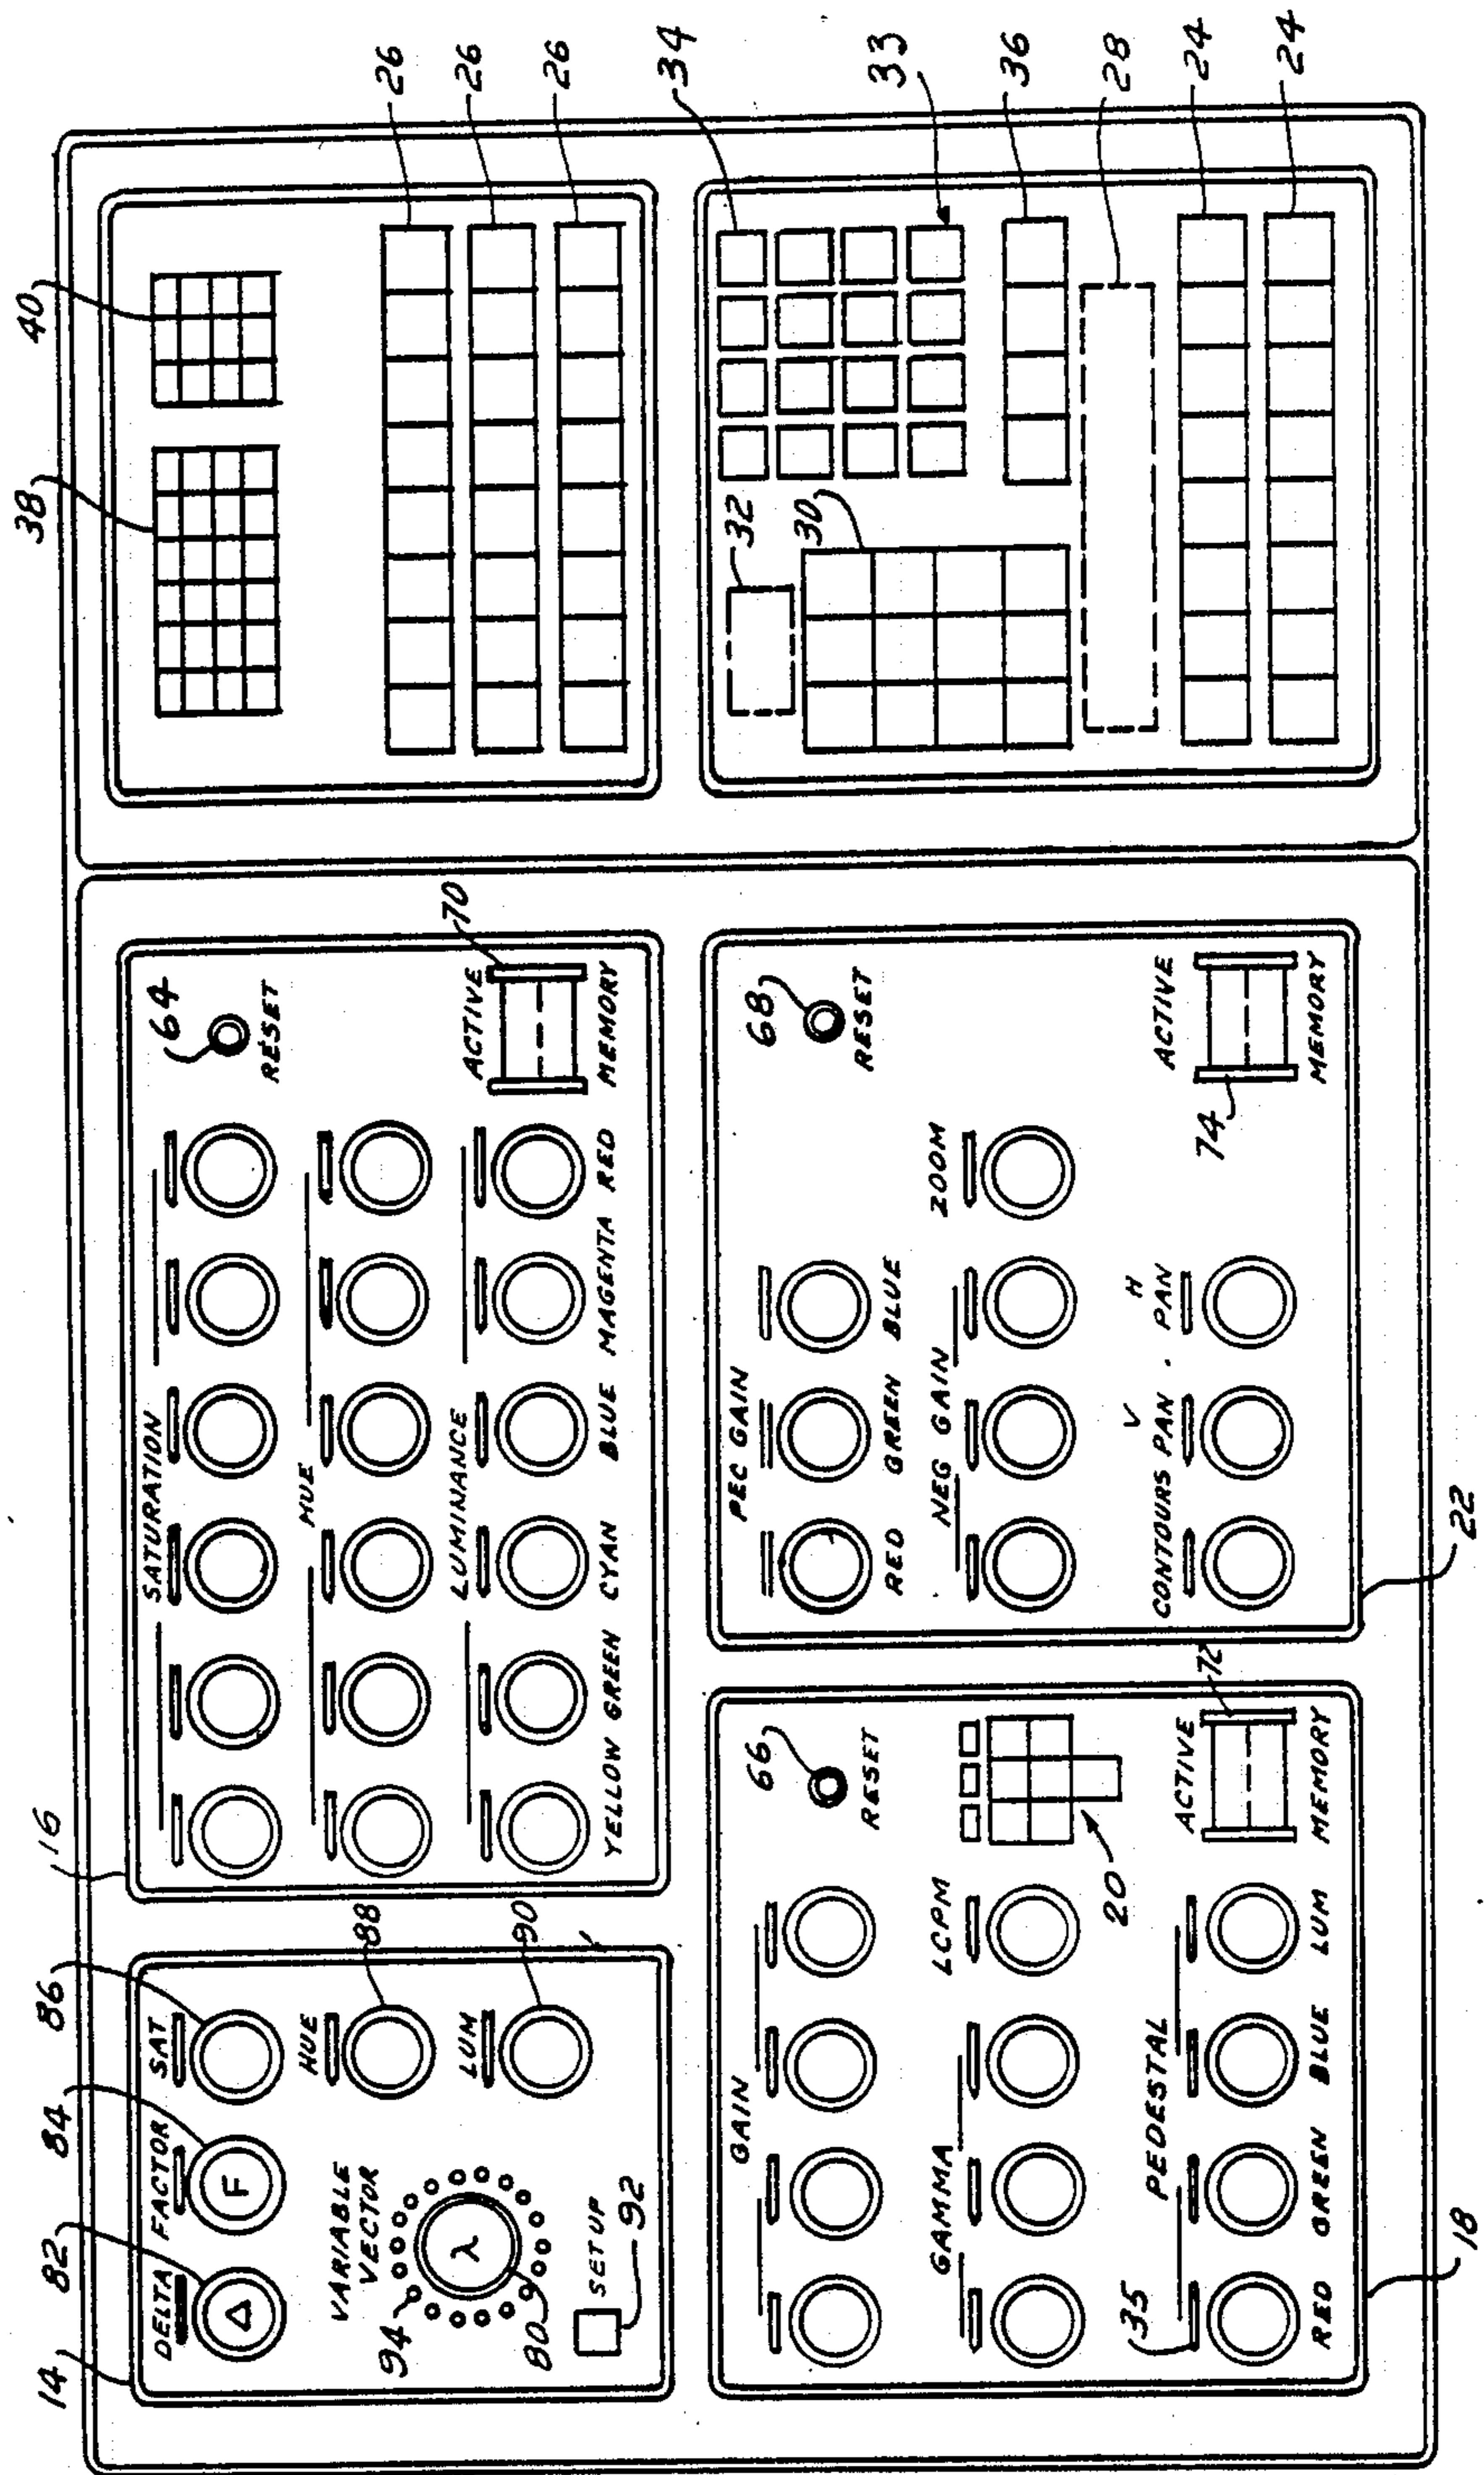 14
82
84
86
16
DELTA FACTOR SAT
Δ F
88
HUE
90
LUM
VARIABLE
VECTOR
94
λ
80
SETUP
92
SATURATION
64
RESET
HUE
LUMINANCE
70
ACTIVE
MEMORY
YELLOW GREEN CYAN BLUE MAGENTA RED
38
40
26
26
26
GAIN
66
RESET
GAMMA
LCPM
20
35
PEDESTAL
72
ACTIVE
MEMORY
RED GREEN BLUE LUM
18
PEC GAIN
68
RESET
RED GREEN BLUE
NEG GAIN
ZOOM
V H
CONTOURS PAN . PAN
74
ACTIVE
MEMORY
22
32
30
34
33
36
28
24
24